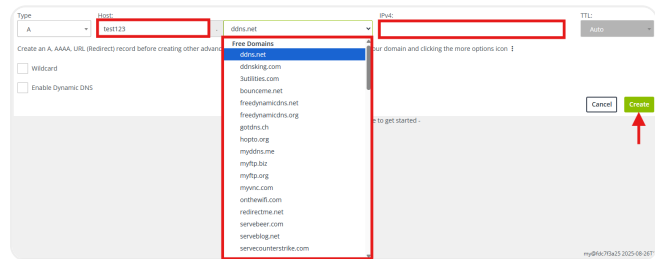 Type Host: IPv4: TTL:
A test123 . ddns.net Auto
Create an A, AAAA, URL (Redirect) record before creating other advanc our domain and clicking the more options icon
Free Domains
ddns.net
Wildcard
ddnsking.com
3utilities.com
Enable Dynamic DNS
bounceme.net
freedynamicdns.net
Cancel Create
freedynamicdns.org
e to get started -
gotdns.ch
hopto.org
myddns.me
myftp.biz
myftp.org
myvnc.com
onthewifi.com
redirectme.net
servebeer.com
serveblog.net
servecounterstrike.com